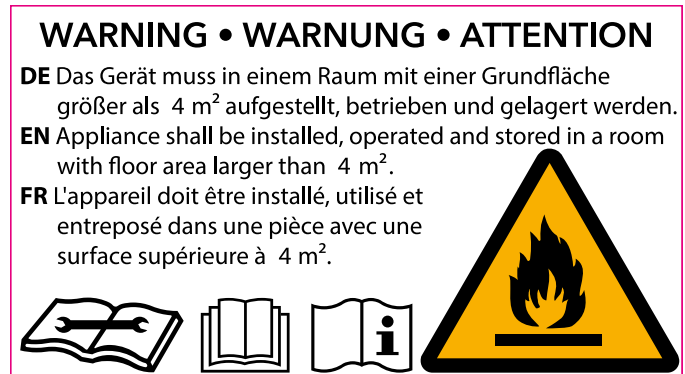 WARNING • WARNUNG • ATTENTION
DE Das Gerät muss in einem Raum mit einer Grundfläche
größer als 4 m² aufgestellt, betrieben und gelagert werden.
EN Appliance shall be installed, operated and stored in a room
with floor area larger than 4 m².
FR L'appareil doit être installé, utilisé et
entreposé dans une pièce avec une
surface supérieure à 4 m².
i